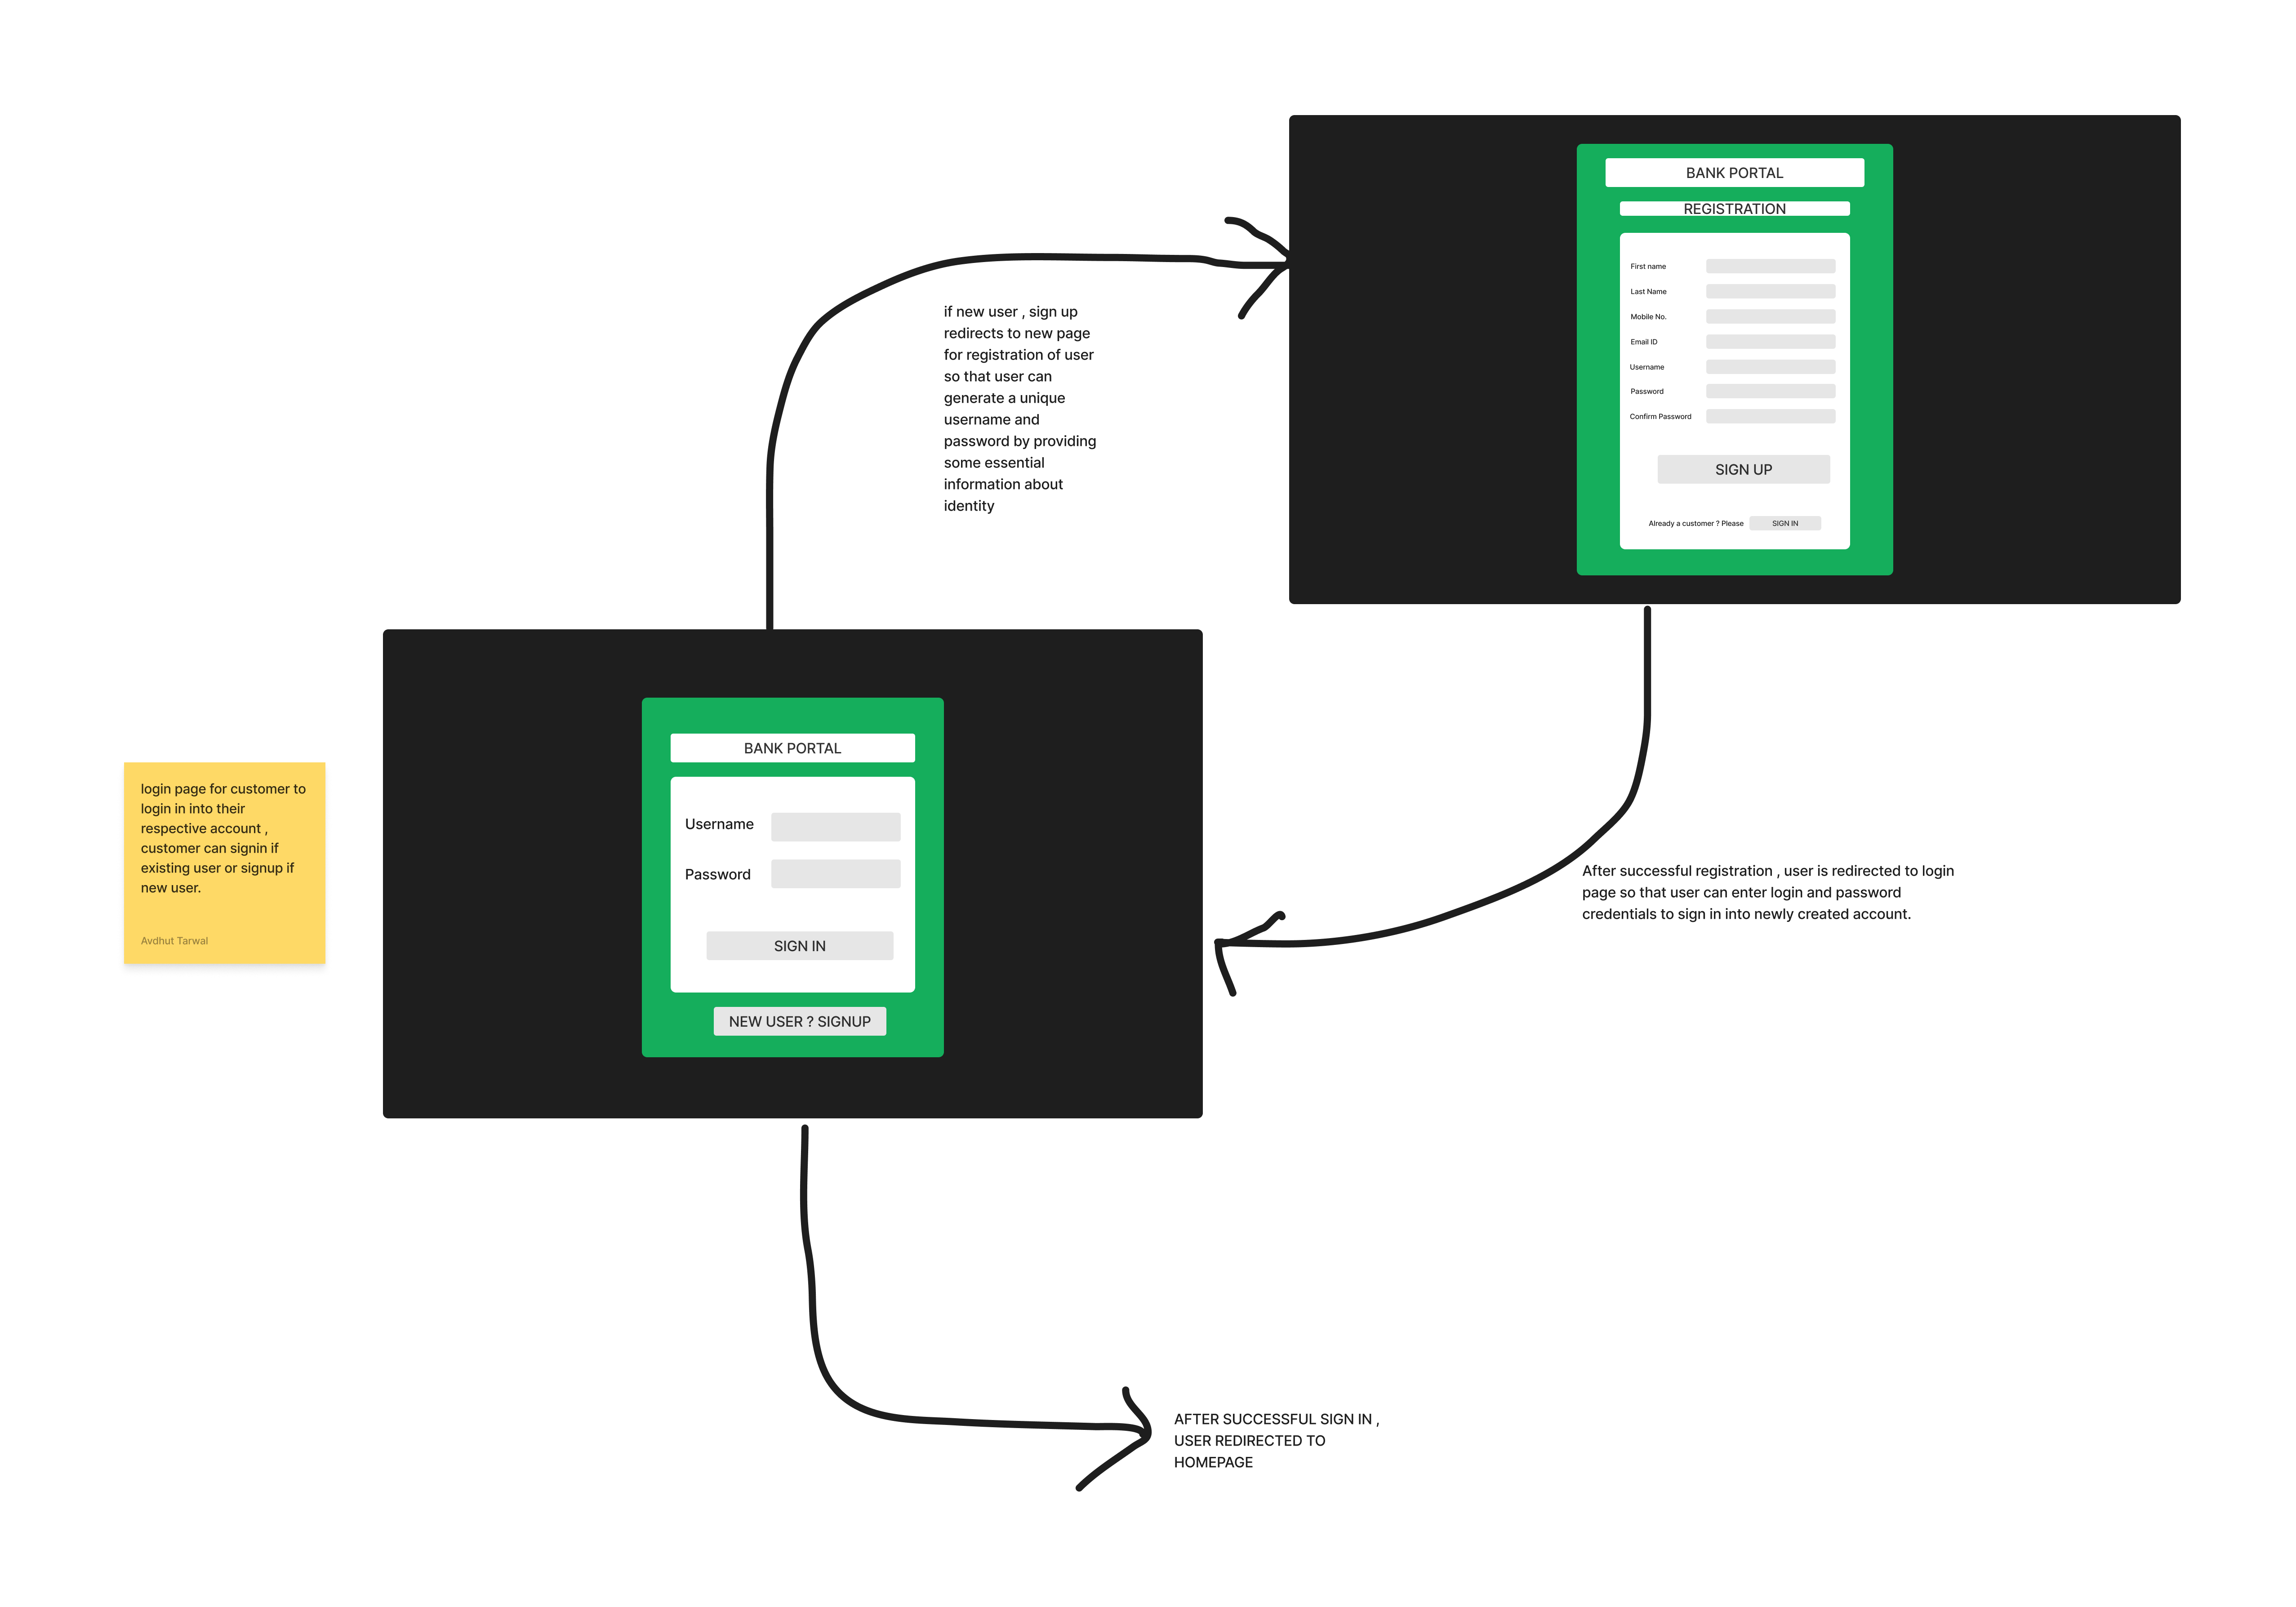 BANK PORTAL
REGISTRATION
First name
Last Name
Mobile No.
Email ID
Username
Password
Confirm Password
SIGN UP
Already a customer ? Please SIGN IN
if new user , sign up
redirects to new page
for registration of user
so that user can
generate a unique
username and
password by providing
some essential
information about
identity
login page for customer to
login in into their
respective account ,
customer can signin if
existing user or signup if
new user.
Avdhut Tarwal
BANK PORTAL
Username
Password
SIGN IN
NEW USER ? SIGNUP
After successful registration , user is redirected to login
page so that user can enter login and password
credentials to sign in into newly created account.
AFTER SUCCESSFUL SIGN IN ,
USER REDIRECTED TO
HOMEPAGE